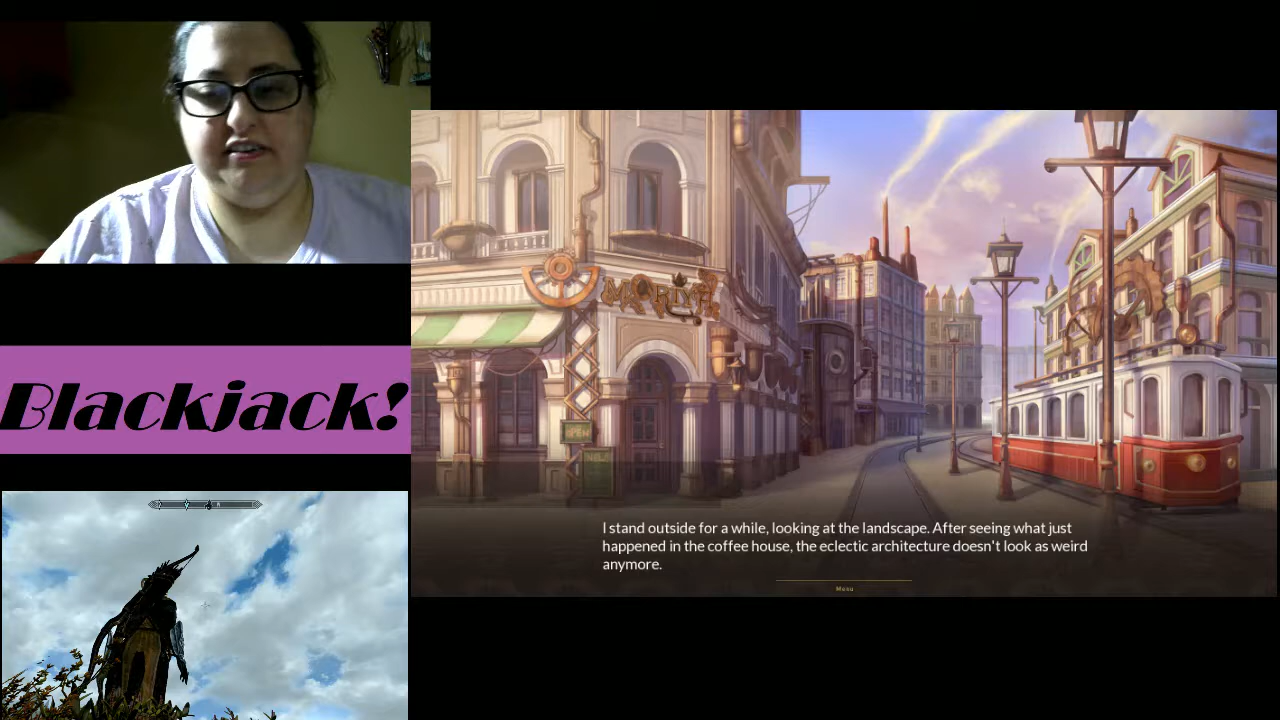 Blackjack!
OPEN
I stand outside for a while, looking at the landscape. After seeing what just
happened in the coffee house, the eclectic architecture doesn't look as weird
anymore.
Menu